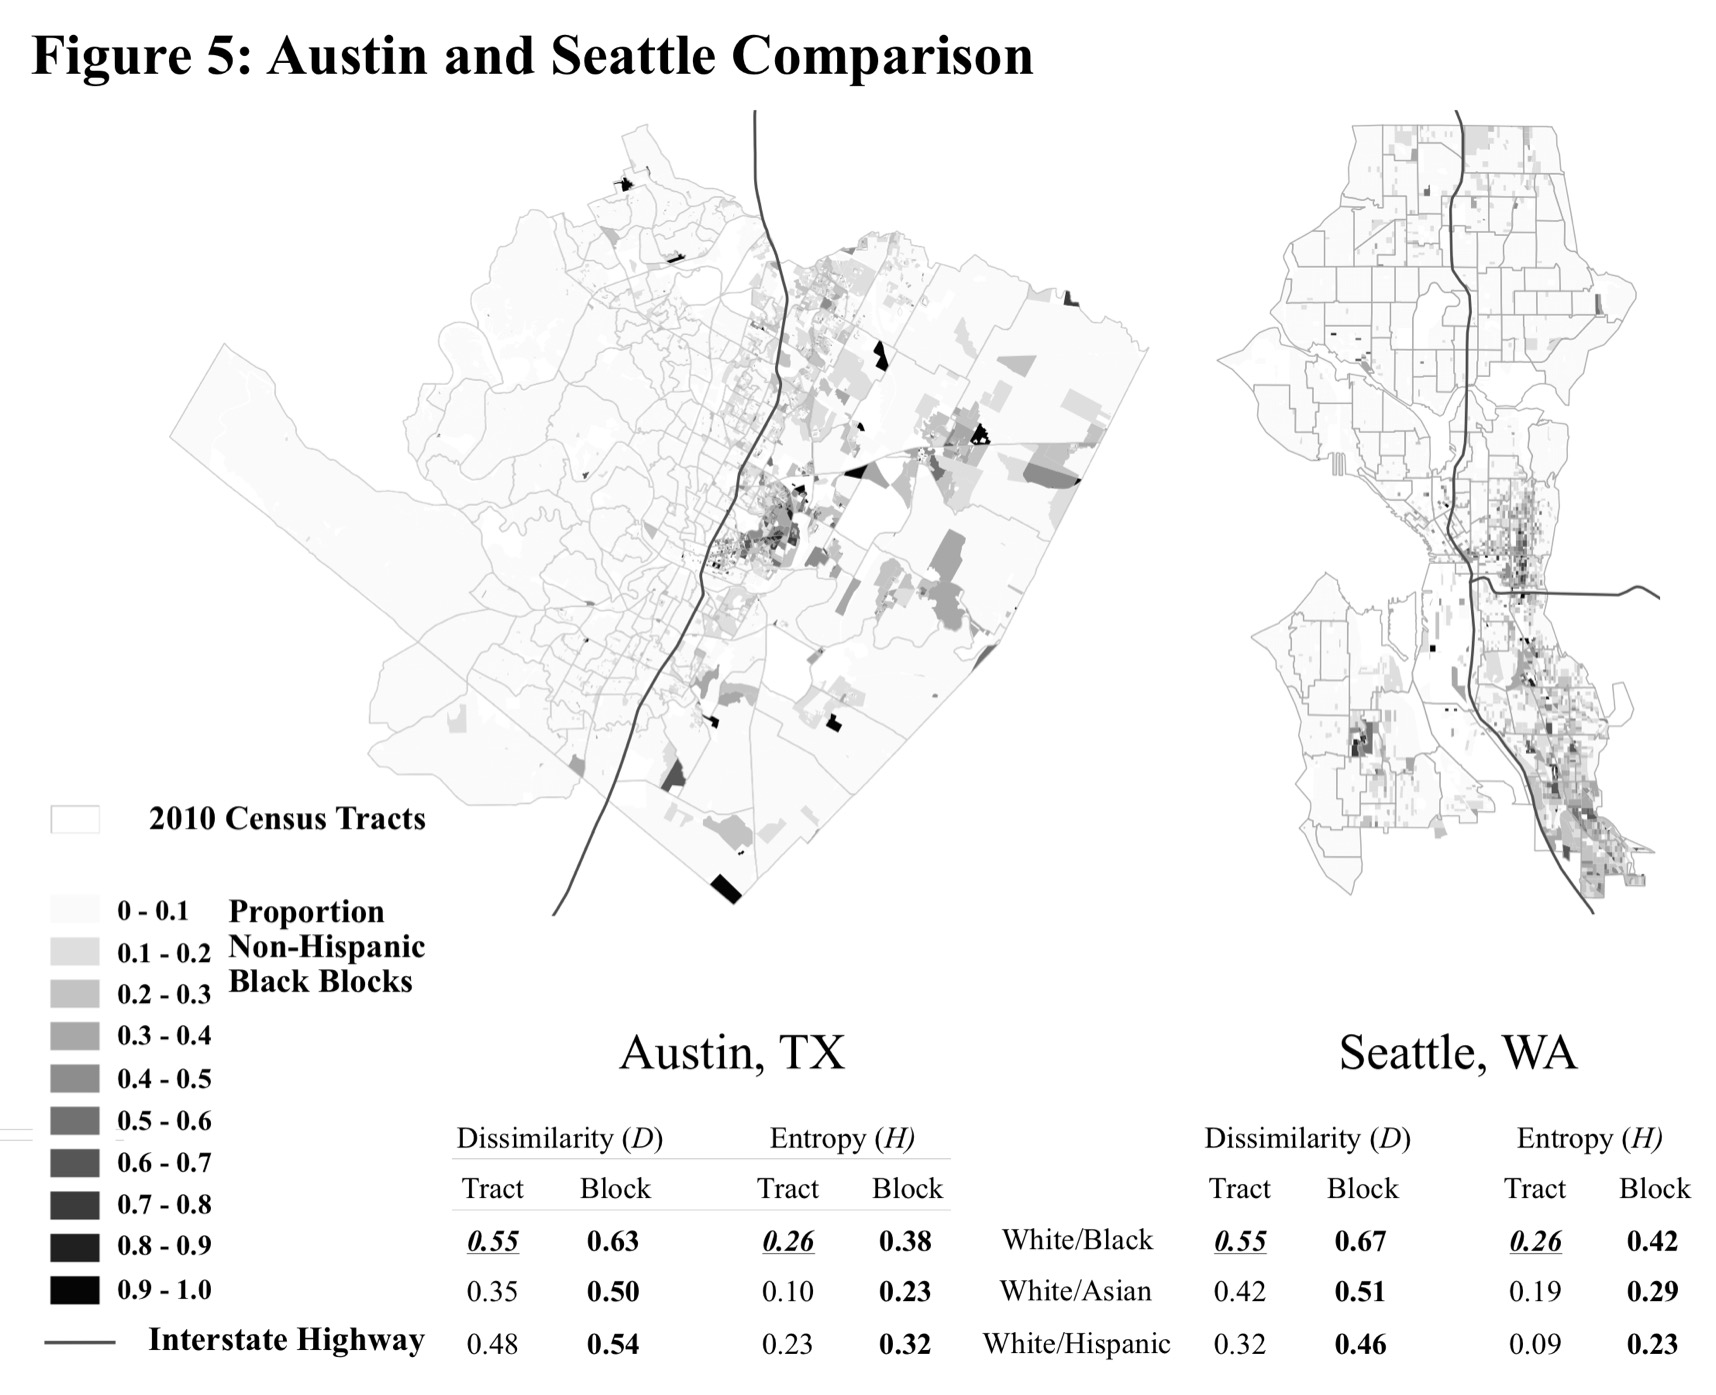 Figure 5: Austin and Seattle Comparison
2010 Census Tracts
0 - 0.1
0.1 - 0.2
0.2 - 0.3
0.3 - 0.4
0.4 - 0.5
0.5 - 0.6
0.6 - 0.7
0.7 - 0.8
0.8 - 0.9
0.9 - 1.0
Proportion
Non-Hispanic
Black Blocks
Interstate Highway
Austin, TX Seattle, WA
Dissimilarity (D) Entropy (H) Dissimilarity (D) Entropy (H)
Tract Block Tract Block Tract Block Tract Block
0.55 0.63 0.26 0.38 White/Black 0.55 0.67 0.26 0.42
0.35 0.50 0.10 0.23 White/Asian 0.42 0.51 0.19 0.29
0.48 0.54 0.23 0.32 White/Hispanic 0.32 0.46 0.09 0.23